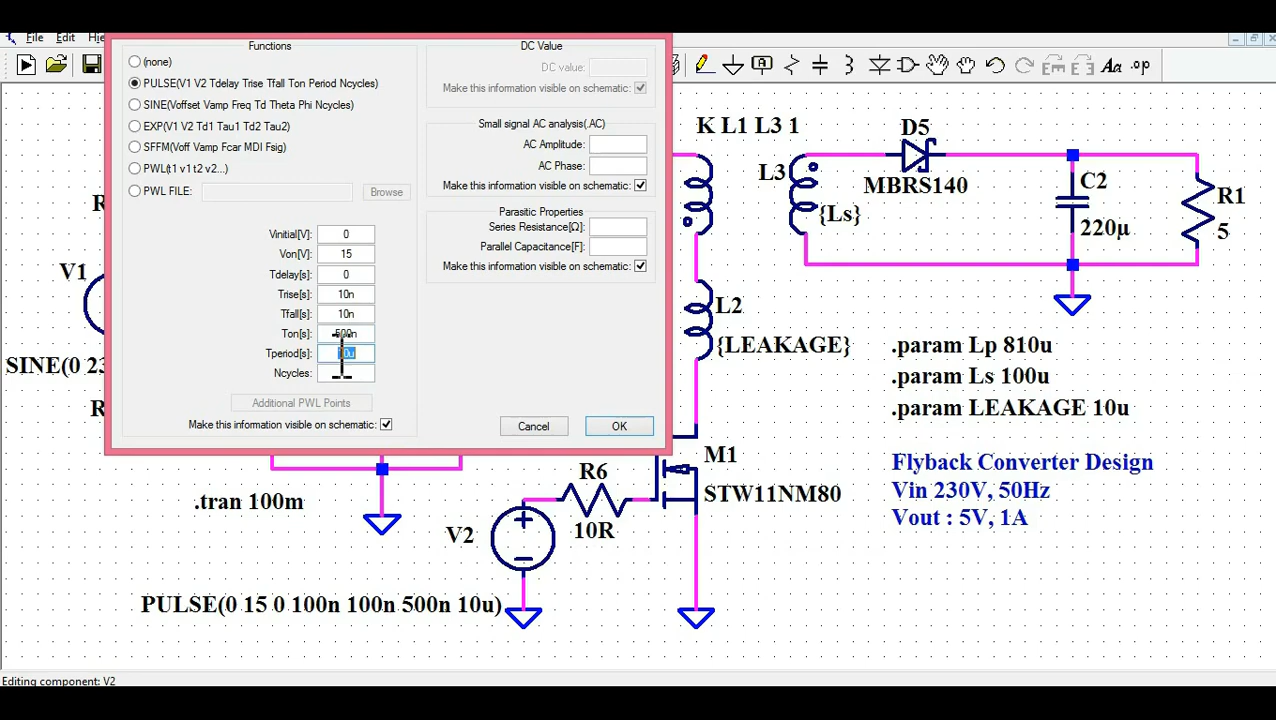 File Edit Hie
Functions
(none)
PULSE(V1 V2 Tdelay Trise Tfall Ton Period Ncycles)
SINE(Voffset Vamp Freq Td Theta Phi Ncycles)
EXP(V1 V2 Td1 Tau1 Td2 Tau2)
SFFM(Voff Vamp Fcar MDI Fsig)
PWL(t1 v1 t2 v2...)
PWL FILE:
Browse
Vinitial[V]: 0
Von[V]: 15
Tdelay[s]: 0
Trise[s]: 10n
Tfall[s]: 10n
Ton[s]: 500n
Tperiod[s]: 10u
Ncycles:
Additional PWL Points
Make this information visible on schematic:
DC Value
DC value:
Make this information visible on schematic:
Small signal AC analysis(.AC)
AC Amplitude:
AC Phase:
Make this information visible on schematic:
Parasitic Properties
Series Resistance[Ω]:
Parallel Capacitance[F]:
Make this information visible on schematic:
Cancel
OK
Aa .op
K L1 L3 1
D5
MBRS140
L3
{Ls}
C2
220µ
R1
5
R
V1
SINE(0 23
R
L2
{LEAKAGE}
.param Lp 810u
.param Ls 100u
.param LEAKAGE 10u
M1
STW11NM80
Flyback Converter Design
Vin 230V, 50Hz
Vout : 5V, 1A
R6
10R
.tran 100m
V2
PULSE(0 15 0 100n 100n 500n 10u)
Editing component: V2